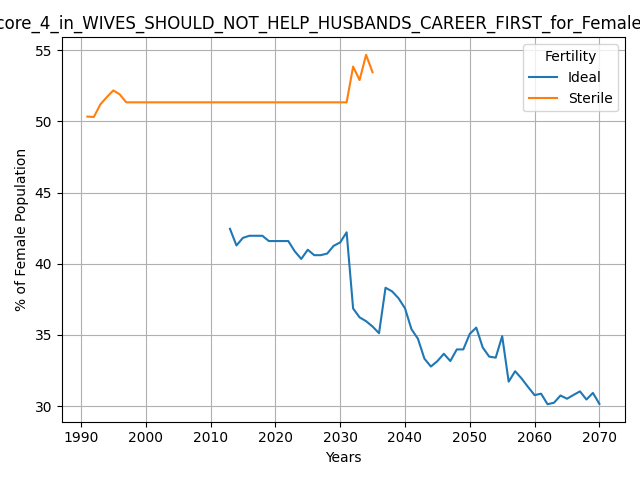 core_4_in_WIVES_SHOULD_NOT_HELP_HUSBANDS_CAREER_FIRST_for_Female
Fertility
Ideal
Sterile
% of Female Population
55
50
45
40
35
30
1990 2000 2010 2020 2030 2040 2050 2060 2070
Years